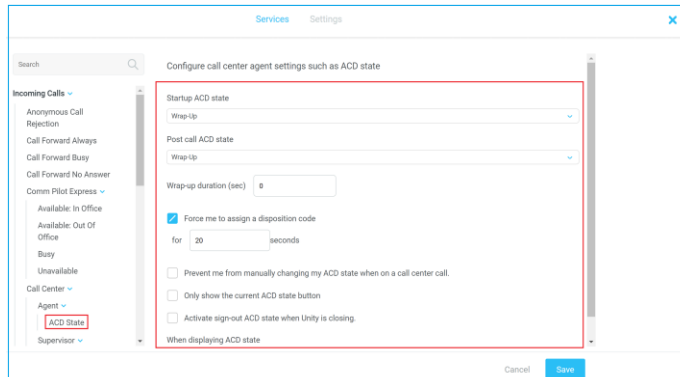 Services Settings
Search
Incoming Calls
Anonymous Call
Rejection
Call Forward Always
Call Forward Busy
Call Forward No Answer
Comm Pilot Express
Available: In Office
Available: Out Of
Office
Busy
Unavailable
Call Center
Agent
ACD State
Supervisor
Configure call center agent settings such as ACD state
Startup ACD state
Wrap-Up
Post call ACD state
Wrap-Up
Wrap-up duration (sec) 0
Force me to assign a disposition code
for 20 seconds
Prevent me from manually changing my ACD state when on a call center call.
Only show the current ACD state button
Activate sign-out ACD state when Unity is closing.
When displaying ACD state
Cancel Save